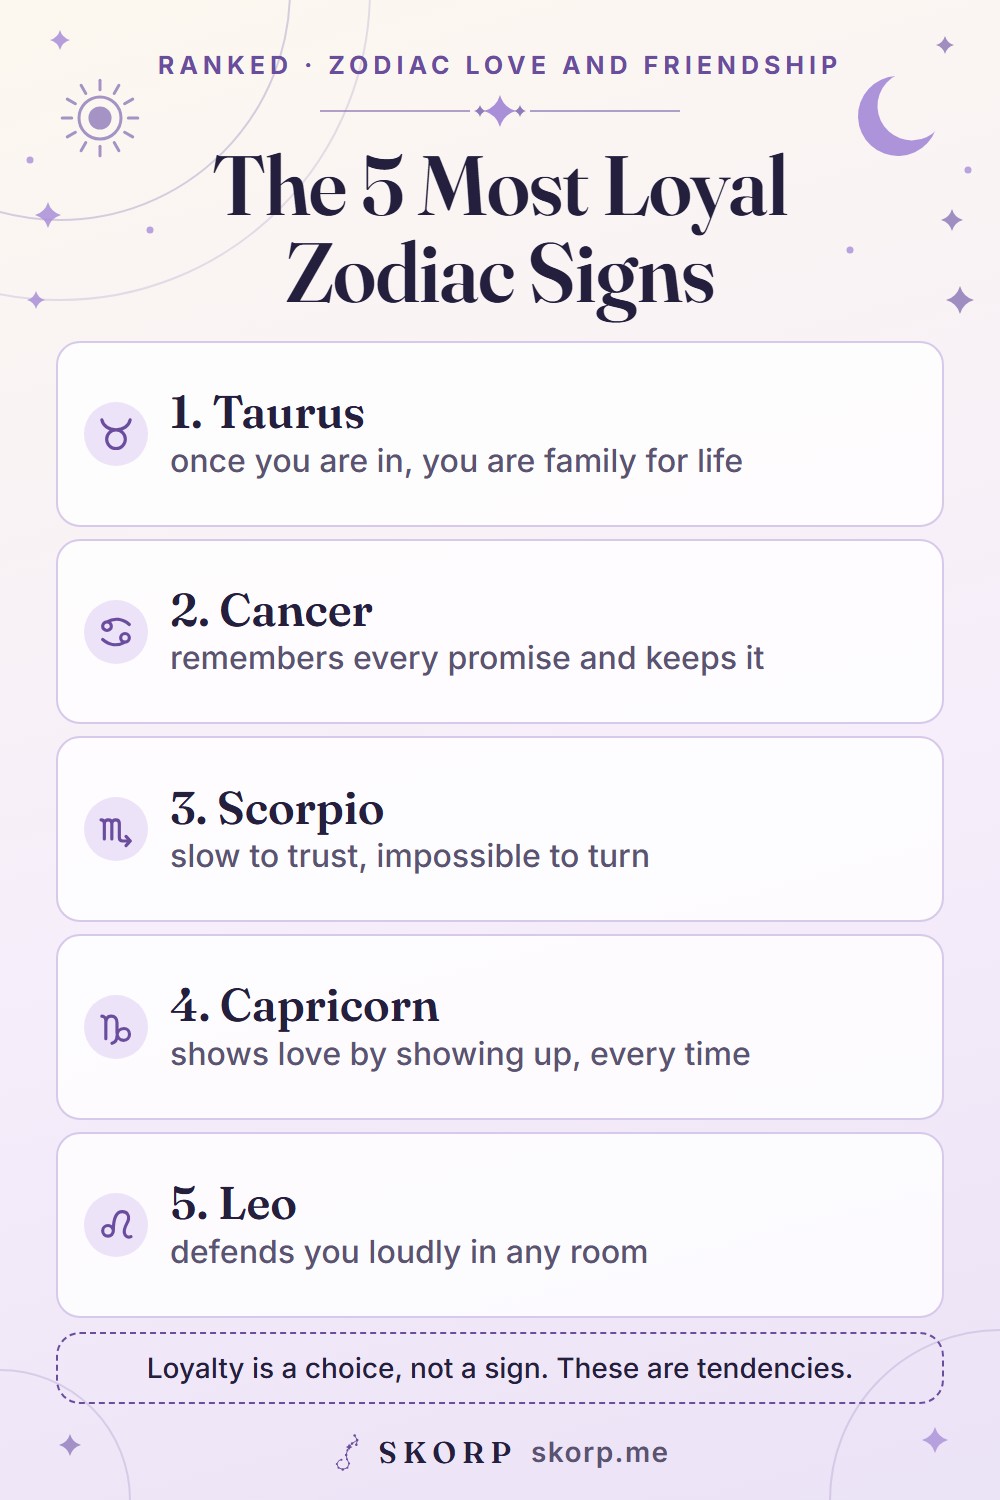 RANKED · ZODIAC LOVE AND FRIENDSHIP
The 5 Most Loyal
Zodiac Signs
1. Taurus
once you are in, you are family for life
2. Cancer
remembers every promise and keeps it
3. Scorpio
slow to trust, impossible to turn
4. Capricorn
shows love by showing up, every time
5. Leo
defends you loudly in any room
Loyalty is a choice, not a sign. These are tendencies.
SKORP skorp.me